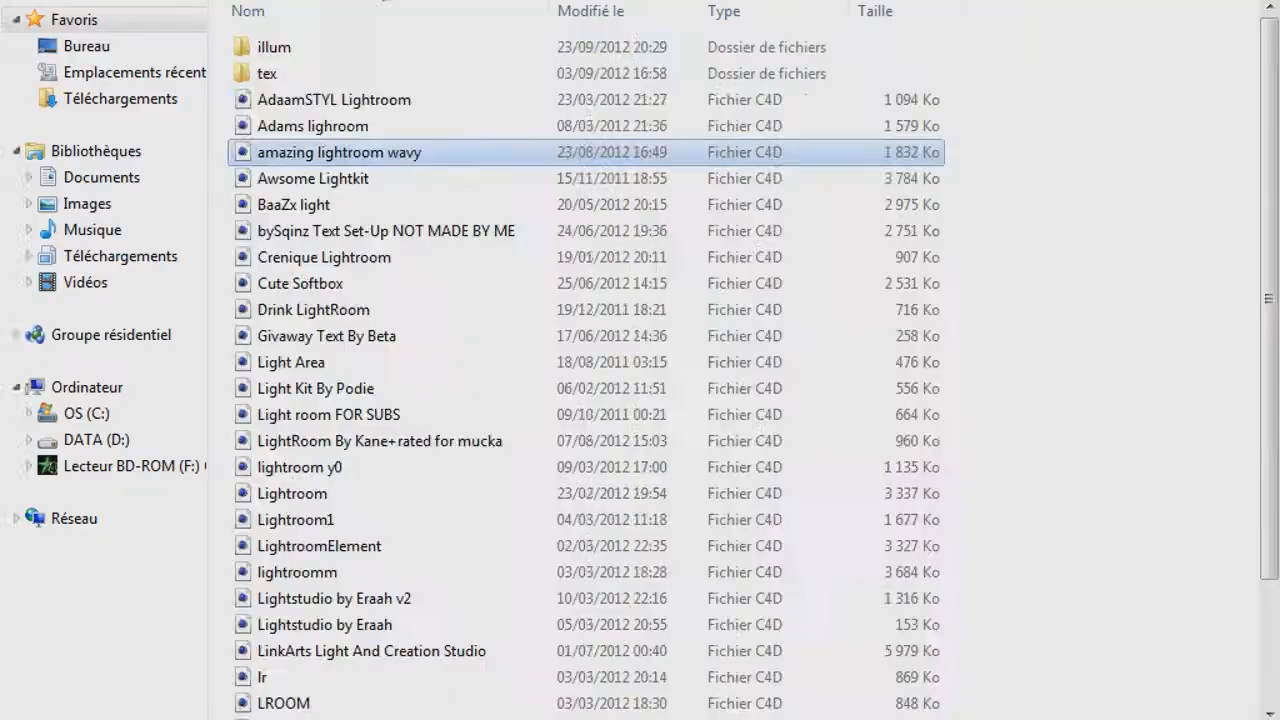 Favoris
Bureau
Emplacements récent
Téléchargements
Bibliothèques
Documents
Images
Musique
Téléchargements
Vidéos
Groupe résidentiel
Ordinateur
OS (C:)
DATA (D:)
Lecteur BD-ROM (F:)
Réseau
Nom Modifié le Type Taille
illum 23/09/2012 20:29 Dossier de fichiers
tex 03/09/2012 16:58 Dossier de fichiers
AdaamSTYL Lightroom 23/03/2012 21:27 Fichier C4D 1 094 Ko
Adams lighroom 08/03/2012 21:36 Fichier C4D 1 579 Ko
amazing lightroom wavy 23/08/2012 16:49 Fichier C4D 1 832 Ko
Awsome Lightkit 15/11/2011 18:55 Fichier C4D 3 784 Ko
BaaZx light 20/05/2012 20:15 Fichier C4D 2 975 Ko
bySqinz Text Set-Up NOT MADE BY ME 24/06/2012 19:36 Fichier C4D 2 751 Ko
Crenique Lightroom 19/01/2012 20:11 Fichier C4D 907 Ko
Cute Softbox 25/06/2012 14:15 Fichier C4D 2 531 Ko
Drink LightRoom 19/12/2011 18:21 Fichier C4D 716 Ko
Givaway Text By Beta 17/06/2012 14:36 Fichier C4D 258 Ko
Light Area 18/08/2011 03:15 Fichier C4D 476 Ko
Light Kit By Podie 06/02/2012 11:51 Fichier C4D 556 Ko
Light room FOR SUBS 09/10/2011 00:21 Fichier C4D 664 Ko
LightRoom By Kane+rated for mucka 07/08/2012 15:03 Fichier C4D 960 Ko
lightroom y0 09/03/2012 17:00 Fichier C4D 1 135 Ko
Lightroom 23/02/2012 19:54 Fichier C4D 3 337 Ko
Lightroom1 04/03/2012 11:18 Fichier C4D 1 677 Ko
LightroomElement 02/03/2012 22:35 Fichier C4D 3 327 Ko
lightroomm 03/03/2012 18:28 Fichier C4D 3 684 Ko
Lightstudio by Eraah v2 10/03/2012 22:16 Fichier C4D 1 316 Ko
Lightstudio by Eraah 05/03/2012 20:55 Fichier C4D 153 Ko
LinkArts Light And Creation Studio 01/07/2012 00:40 Fichier C4D 5 979 Ko
lr 03/03/2012 20:14 Fichier C4D 869 Ko
LROOM 03/03/2012 18:30 Fichier C4D 848 Ko